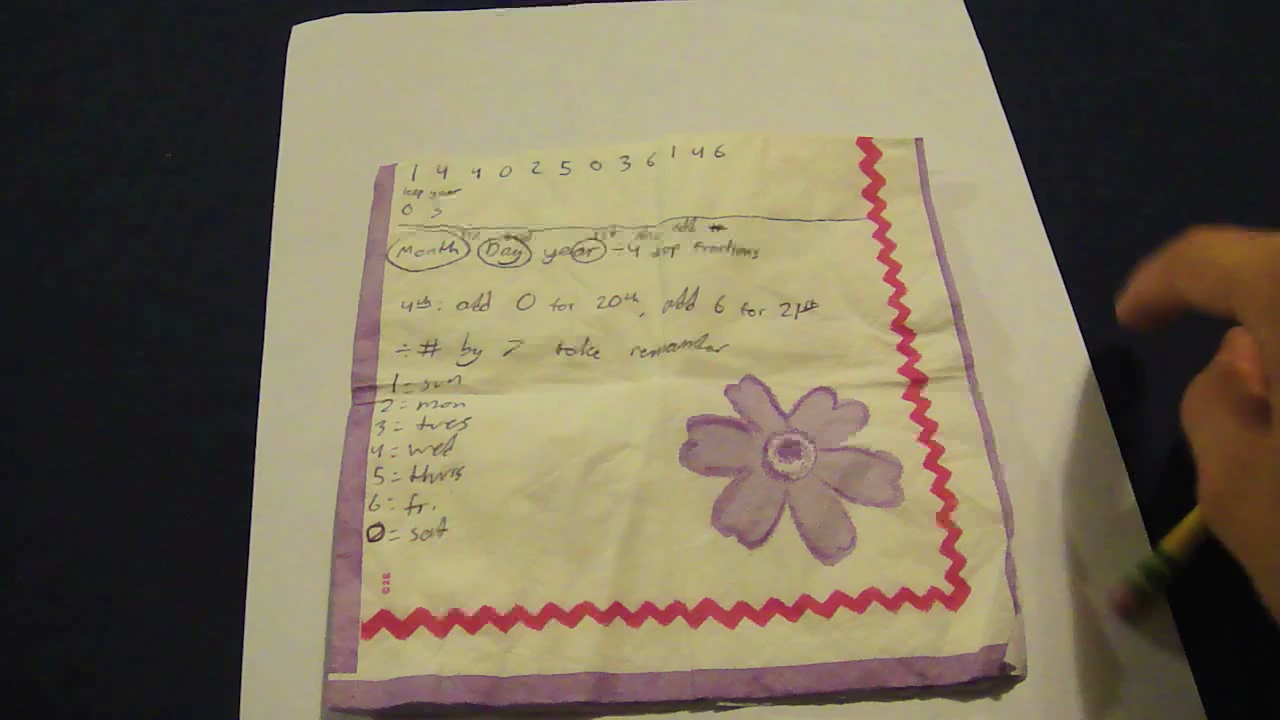 1 4 4 0 2 5 0 3 6 1 4 6
leap year
0 3
add #
Month Day year ÷4 drop fractions
4th: add 0 for 20th, add 6 for 21st
÷ # by 7 take remander
1 = sun
2 = mon
3 = tues
4 = wed
5 = thurs
6 = fri
0 = sat